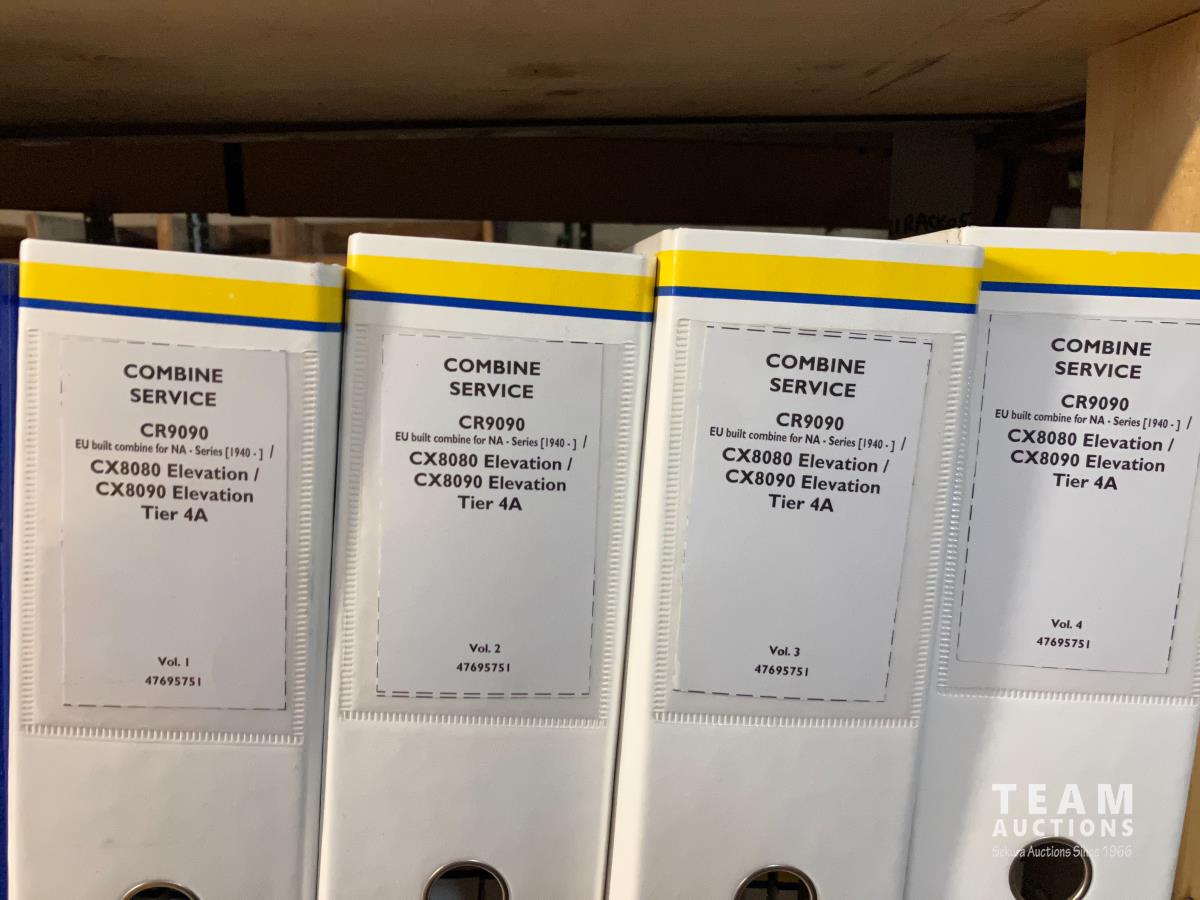 COMBINE
SERVICE
CR9090
EU built combine for NA - Series [1940 - ] /
CX8080 Elevation /
CX8090 Elevation
Tier 4A
Vol. 1
47695751
COMBINE
SERVICE
CR9090
EU built combine for NA - Series [1940 - ] /
CX8080 Elevation /
CX8090 Elevation
Tier 4A
Vol. 2
47695751
COMBINE
SERVICE
CR9090
EU built combine for NA - Series [1940 - ] /
CX8080 Elevation /
CX8090 Elevation
Tier 4A
Vol. 3
47695751
COMBINE
SERVICE
CR9090
EU built combine for NA - Series [1940 - ] /
CX8080 Elevation /
CX8090 Elevation
Tier 4A
Vol. 4
47695751
TEAM
AUCTIONS
Sekura Auctions Since 1966